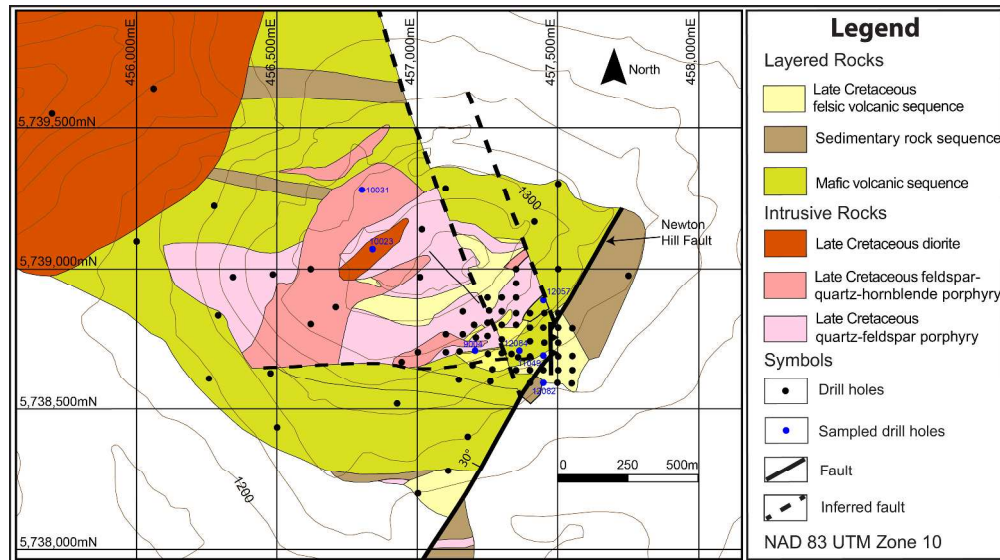 456,000mE
456,500mE
457,000mE
457,500mE
458,000mE
North
5,739,500mN
10031
1300
Newton
Hill Fault
10023
5,739,000mN
12057
9004
12084
12082
5,738,500mN
30°
0 250 500m
1200
5,738,000mN
Legend
Layered Rocks
Late Cretaceous
felsic volcanic sequence
Sedimentary rock sequence
Mafic volcanic sequence
Intrusive Rocks
Late Cretaceous diorite
Late Cretaceous feldspar-
quartz-hornblende porphyry
Late Cretaceous
quartz-feldspar porphyry
Symbols
Drill holes
Sampled drill holes
Fault
Inferred fault
NAD 83 UTM Zone 10